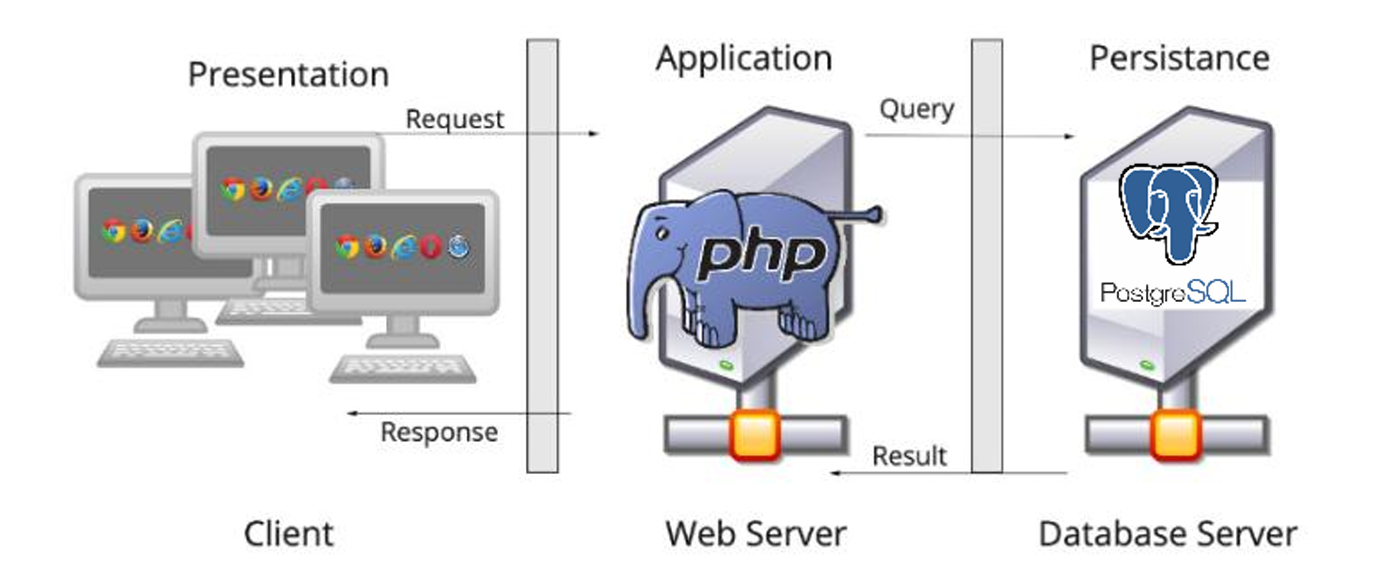 Presentation
Application
Persistance
Request
Query
php
PostgreSQL
Response
Result
Client
Web Server
Database Server